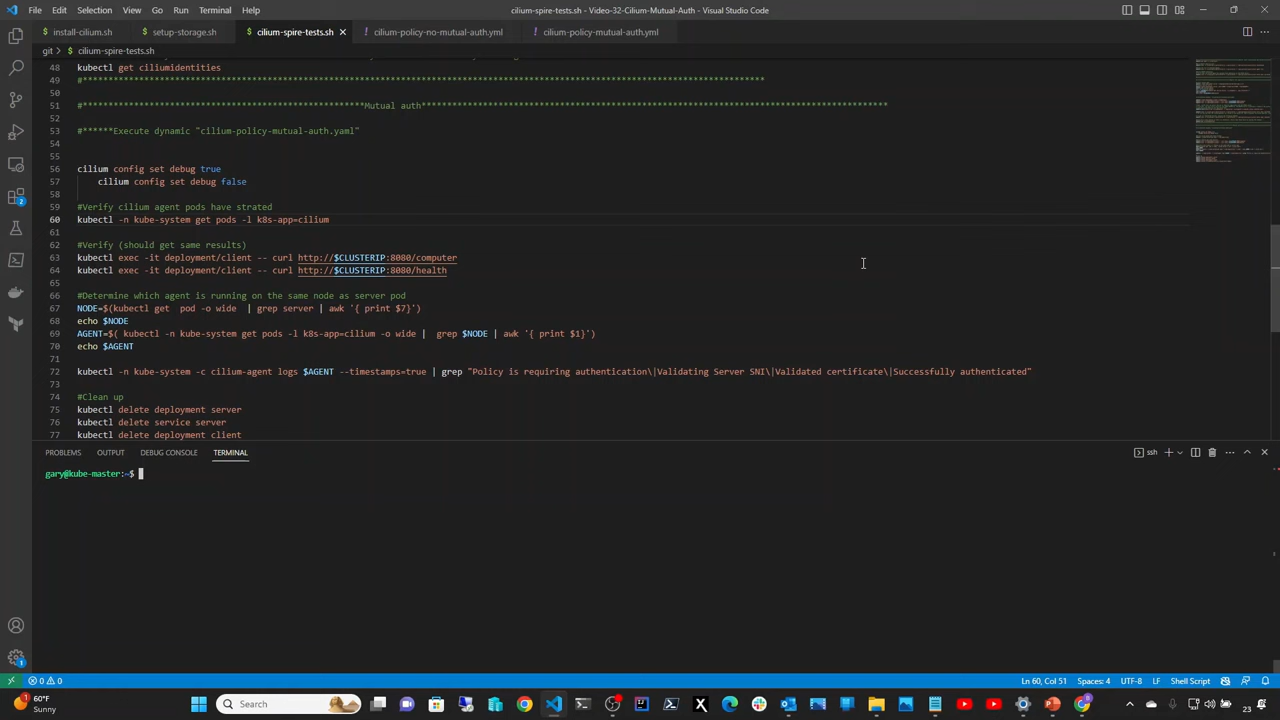 File Edit Selection View Go Run Terminal Help
cilium-spire-tests.sh - Video-32-Cilium-Mutual-Auth - Visual Studio Code
install-cilium.sh
setup-storage.sh
cilium-spire-tests.sh
cilium-policy-no-mutual-auth.yml
cilium-policy-mutual-auth.yml
git > cilium-spire-tests.sh
48 kubectl get ciliumidentities
49
50
51 Mutual auth
52
53 #******Execute dynamic "cilium-policy-mutual-auth.yaml"
54
55
56 cilium config set debug true
57 cilium config set debug false
58
59 #Verify cilium agent pods have strated
60 kubectl -n kube-system get pods -l k8s-app=cilium
61
62 #Verify (should get same results)
63 kubectl exec -it deployment/client -- curl http://$CLUSTERIP:8080/computer
64 kubectl exec -it deployment/client -- curl http://$CLUSTERIP:8080/health
65
66 #Determine which agent is running on the same node as server pod
67 NODE=$(kubectl get  pod -o wide  | grep server | awk '{ print $7}')
68 echo $NODE
69 AGENT=$( kubectl -n kube-system get pods -l k8s-app=cilium -o wide |  grep $NODE | awk '{ print $1}')
70 echo $AGENT
71
72 kubectl -n kube-system -c cilium-agent logs $AGENT --timestamps=true | grep "Policy is requiring authentication\|Validating Server SNI\|Validated certificate\|Successfully authenticated"
73
74 #Clean up
75 kubectl delete deployment server
76 kubectl delete service server
77 kubectl delete deployment client
PROBLEMS OUTPUT DEBUG CONSOLE TERMINAL
ssh
gary@kube-master:~$
0 0
Ln 60, Col 51 Spaces: 4 UTF-8 LF Shell Script
60°F
Sunny
Search
23